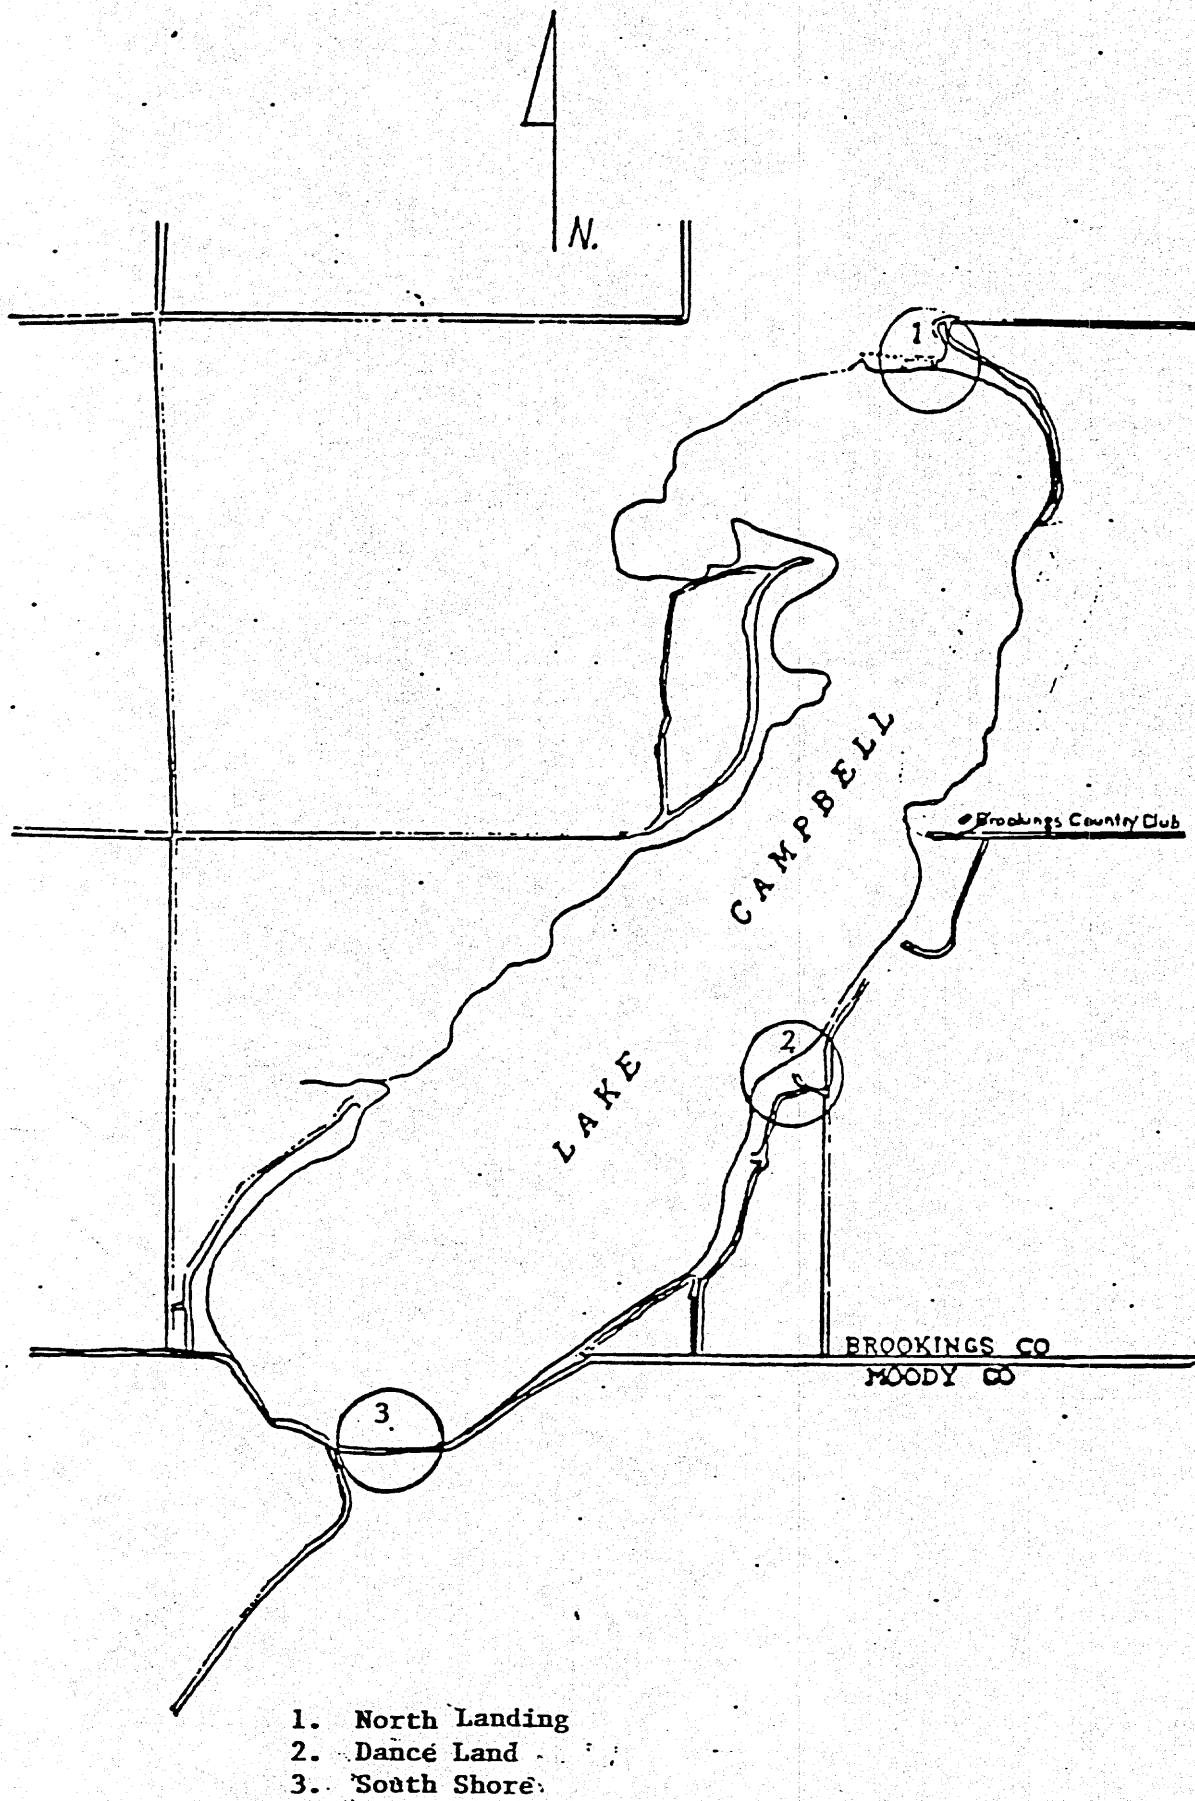 N.
1
Brookings Country Club
CAMPBELL
LAKE
2
BROOKINGS CO
MOODY CO
3
1. North Landing
2. Dance Land
3. South Shore